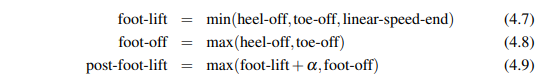 foot-lift = min(heel-off, toe-off, linear-speed-end) (4.7)
foot-off = max(heel-off, toe-off) (4.8)
post-foot-lift = max(foot-lift + α, foot-off) (4.9)